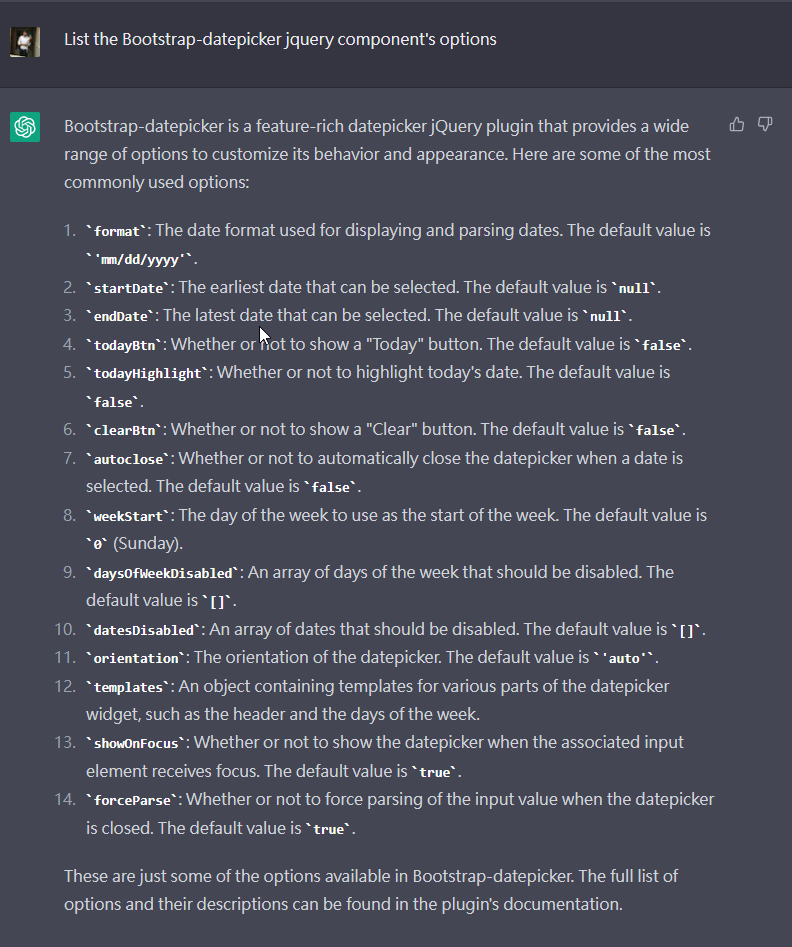 List the Bootstrap-datepicker jquery component's options
Bootstrap-datepicker is a feature-rich datepicker jQuery plugin that provides a wide
range of options to customize its behavior and appearance. Here are some of the most
commonly used options:
1. `format`: The date format used for displaying and parsing dates. The default value is
`'mm/dd/yyyy'`.
2. `startDate`: The earliest date that can be selected. The default value is `null`.
3. `endDate`: The latest date that can be selected. The default value is `null`.
4. `todayBtn`: Whether or not to show a "Today" button. The default value is `false`.
5. `todayHighlight`: Whether or not to highlight today's date. The default value is
`false`.
6. `clearBtn`: Whether or not to show a "Clear" button. The default value is `false`.
7. `autoclose`: Whether or not to automatically close the datepicker when a date is
selected. The default value is `false`.
8. `weekStart`: The day of the week to use as the start of the week. The default value is
`0` (Sunday).
9. `daysOfWeekDisabled`: An array of days of the week that should be disabled. The
default value is `[]`.
10. `datesDisabled`: An array of dates that should be disabled. The default value is `[]`.
11. `orientation`: The orientation of the datepicker. The default value is `'auto'`.
12. `templates`: An object containing templates for various parts of the datepicker
widget, such as the header and the days of the week.
13. `showOnFocus`: Whether or not to show the datepicker when the associated input
element receives focus. The default value is `true`.
14. `forceParse`: Whether or not to force parsing of the input value when the datepicker
is closed. The default value is `true`.
These are just some of the options available in Bootstrap-datepicker. The full list of
options and their descriptions can be found in the plugin's documentation.